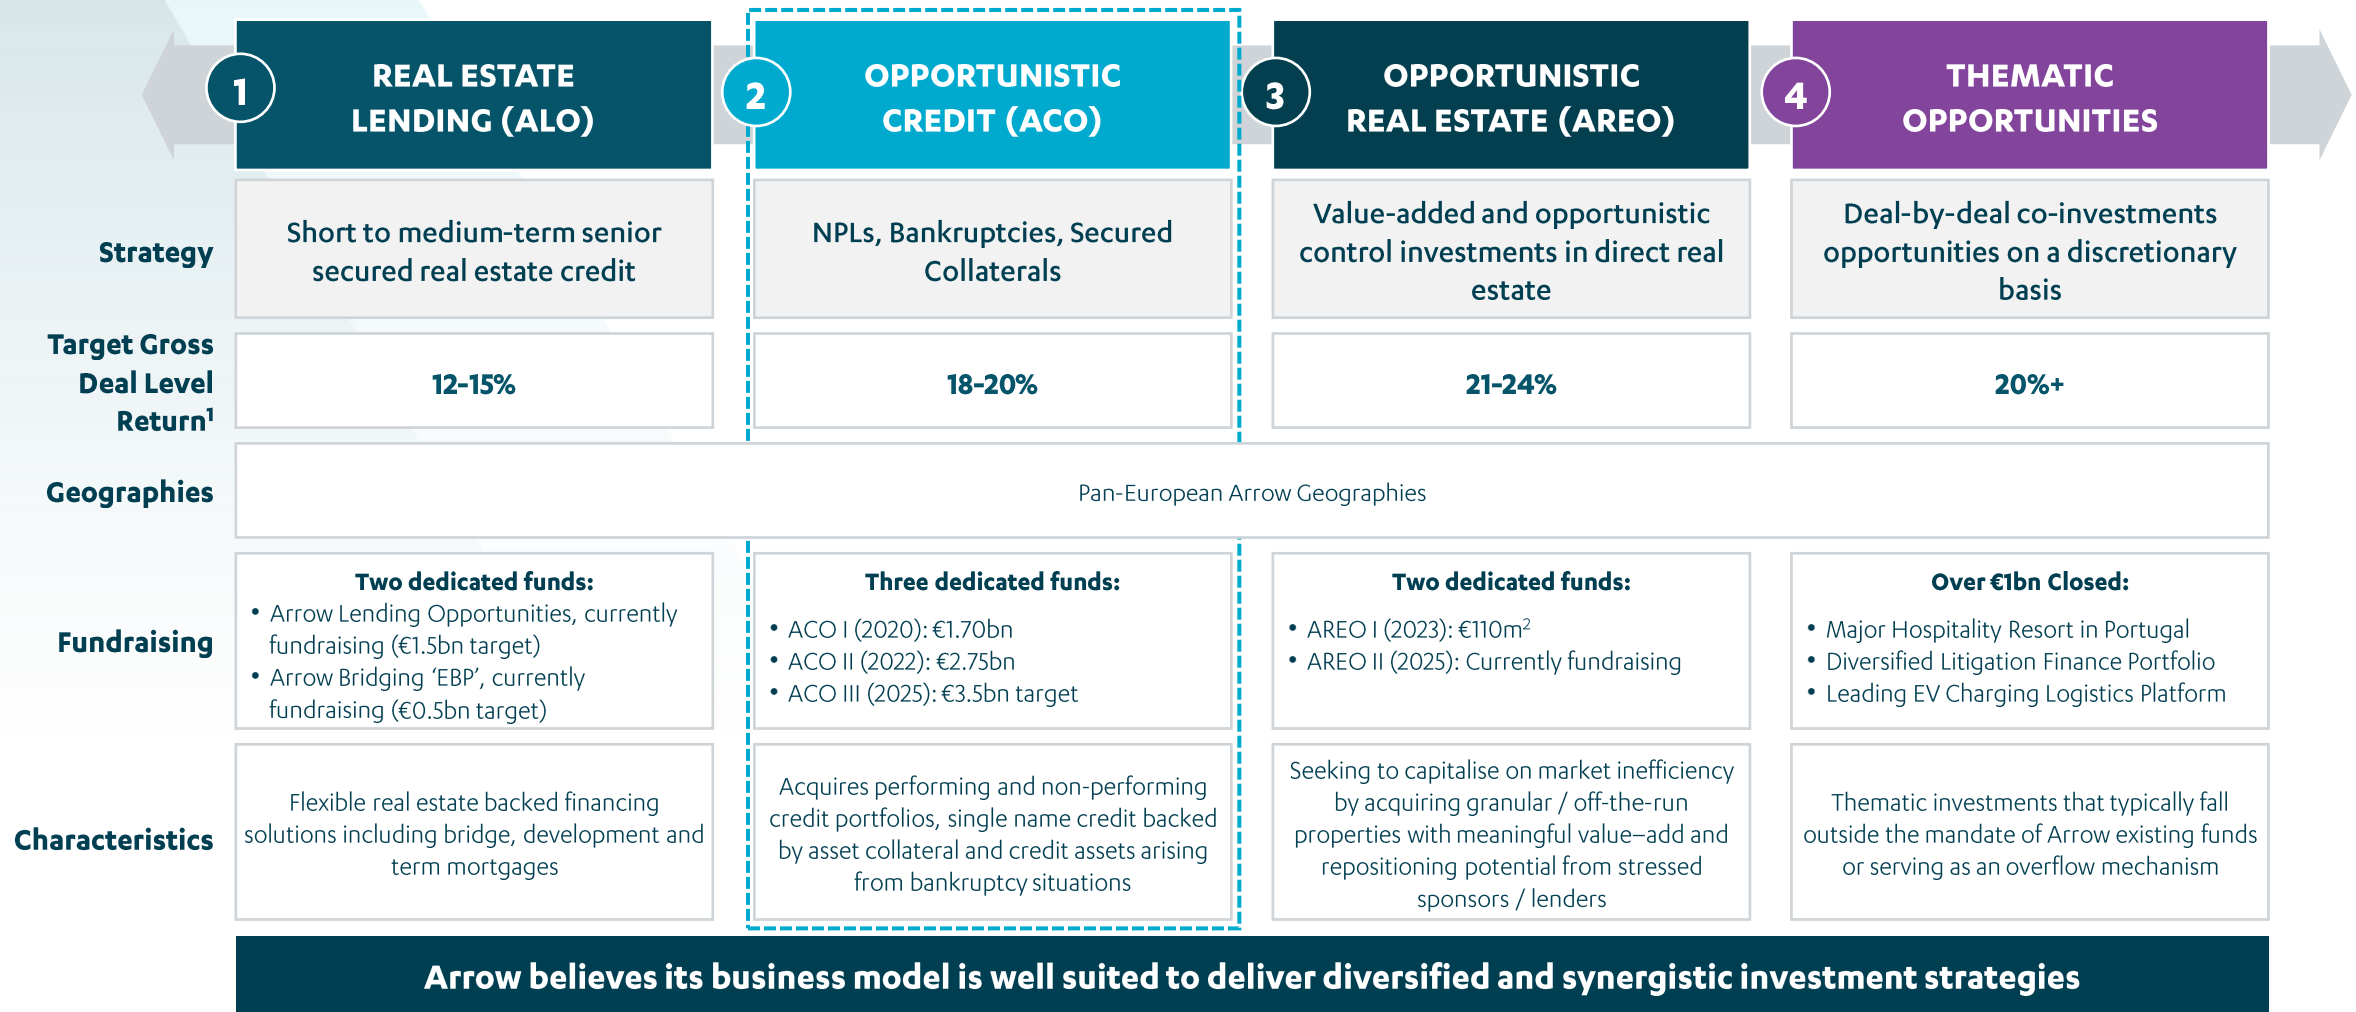 1
REAL ESTATE
LENDING (ALO)
2
OPPORTUNISTIC
CREDIT (ACO)
3
OPPORTUNISTIC
REAL ESTATE (AREO)
4
THEMATIC
OPPORTUNITIES
Strategy
Short to medium-term senior
secured real estate credit
NPLs, Bankruptcies, Secured
Collaterals
Value-added and opportunistic
control investments in direct real
estate
Deal-by-deal co-investments
opportunities on a discretionary
basis
Target Gross
Deal Level
Return¹
12-15%
18-20%
21-24%
20%+
Geographies
Pan-European Arrow Geographies
Fundraising
Two dedicated funds:
• Arrow Lending Opportunities, currently
fundraising (€1.5bn target)
• Arrow Bridging ‘EBP’, currently
fundraising (€0.5bn target)
Three dedicated funds:
• ACO I (2020): €1.70bn
• ACO II (2022): €2.75bn
• ACO III (2025): €3.5bn target
Two dedicated funds:
• AREO I (2023): €110m²
• AREO II (2025): Currently fundraising
Over €1bn Closed:
• Major Hospitality Resort in Portugal
• Diversified Litigation Finance Portfolio
• Leading EV Charging Logistics Platform
Characteristics
Flexible real estate backed financing
solutions including bridge, development and
term mortgages
Acquires performing and non-performing
credit portfolios, single name credit backed
by asset collateral and credit assets arising
from bankruptcy situations
Seeking to capitalise on market inefficiency
by acquiring granular / off-the-run
properties with meaningful value–add and
repositioning potential from stressed
sponsors / lenders
Thematic investments that typically fall
outside the mandate of Arrow existing funds
or serving as an overflow mechanism
Arrow believes its business model is well suited to deliver diversified and synergistic investment strategies